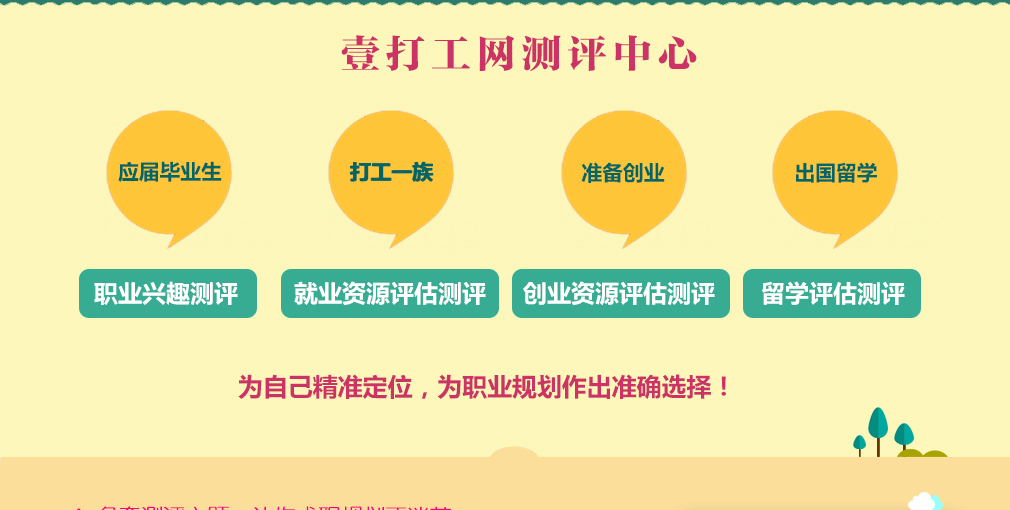 壹打工网测评中心
应届毕业生
打工一族
准备创业
出国留学
职业兴趣测评
就业资源评估测评
创业资源评估测评
留学评估测评
为自己精准定位，为职业规划作出准确选择！